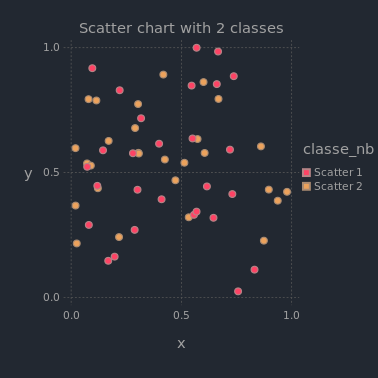 Scatter chart with 2 classes
1.0
0.5
0.0
y
0.0 0.5 1.0
x
classe_nb
Scatter 1
Scatter 2